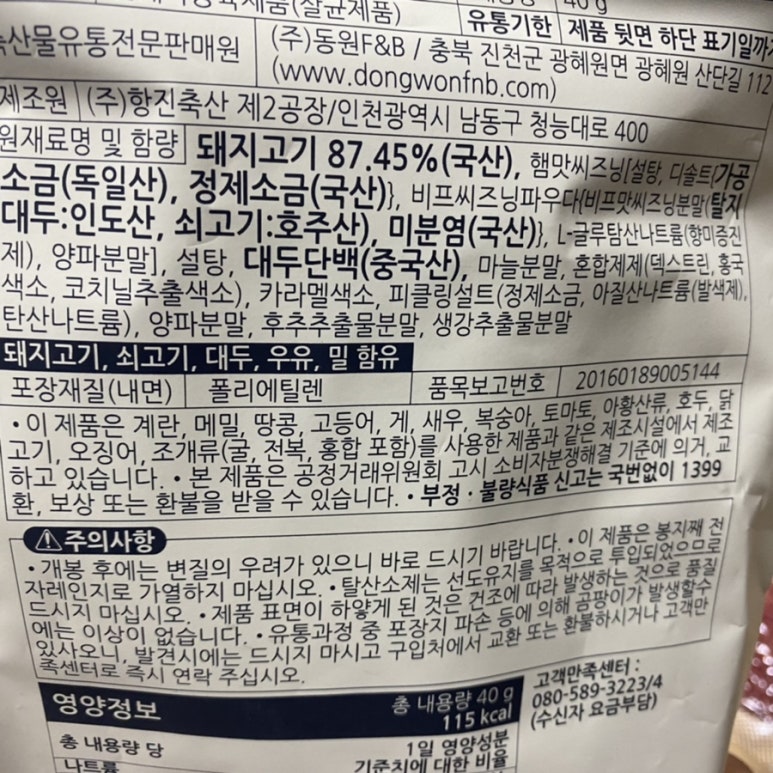 (살균제품)
유통기한 제품 뒷면 하단 표기일까지
축산물유통전문판매원 (주)동원F&B / 충북 진천군 광혜원면 광혜원 산단길 112
(www.dongwonfnb.com)
제조원 (주)항진축산 제2공장/인천광역시 남동구 청능대로 400
원재료명 및 함량 돼지고기 87.45%(국산), 햄맛씨즈닝[설탕, 디솔트{가공
소금(독일산), 정제소금(국산)}, 비프씨즈닝파우다{비프맛씨즈닝분말(탈지
대두:인도산, 쇠고기:호주산), 미분염(국산)}, L-글루탐산나트륨(향미증진
제), 양파분말], 설탕, 대두단백(중국산), 마늘분말, 혼합제제(덱스트린, 홍국
색소, 코치닐추출색소), 카라멜색소, 피클링설트(정제소금, 아질산나트륨(발색제),
탄산나트륨), 양파분말, 후추추출물분말, 생강추출물분말
돼지고기, 쇠고기, 대두, 우유, 밀 함유
포장재질(내면) 폴리에틸렌 품목보고번호 20160189005144
• 이 제품은 계란, 메밀, 땅콩, 고등어, 게, 새우, 복숭아, 토마토, 아황산류, 호두, 닭
고기, 오징어, 조개류(굴, 전복, 홍합 포함)를 사용한 제품과 같은 제조시설에서 제조
하고 있습니다. • 본 제품은 공정거래위원회 고시 소비자분쟁해결 기준에 의거, 교
환, 보상 또는 환불을 받을 수 있습니다. • 부정 · 불량식품 신고는 국번없이 1399
주의사항
• 개봉 후에는 변질의 우려가 있으니 바로 드시기 바랍니다. • 이 제품은 봉지째 전
자레인지로 가열하지 마십시오. • 탈산소제는 선도유지를 목적으로 투입되었으므로
드시지 마십시오. • 제품 표면이 하얗게 된 것은 건조에 따라 발생하는 것으로 품질
에는 이상이 없습니다. • 유통과정 중 포장지 파손 등에 의해 곰팡이가 발생할수
있사오니, 발견시에는 드시지 마시고 구입처에서 교환 또는 환불하시거나 고객만
족센터로 즉시 연락 주십시오.
영양정보 총 내용량 40 g
115 kcal
고객만족센터 :
080-589-3223/4
(수신자 요금부담)
총 내용량 당 1일 영양성분
기준치에 대한 비율
나트륨